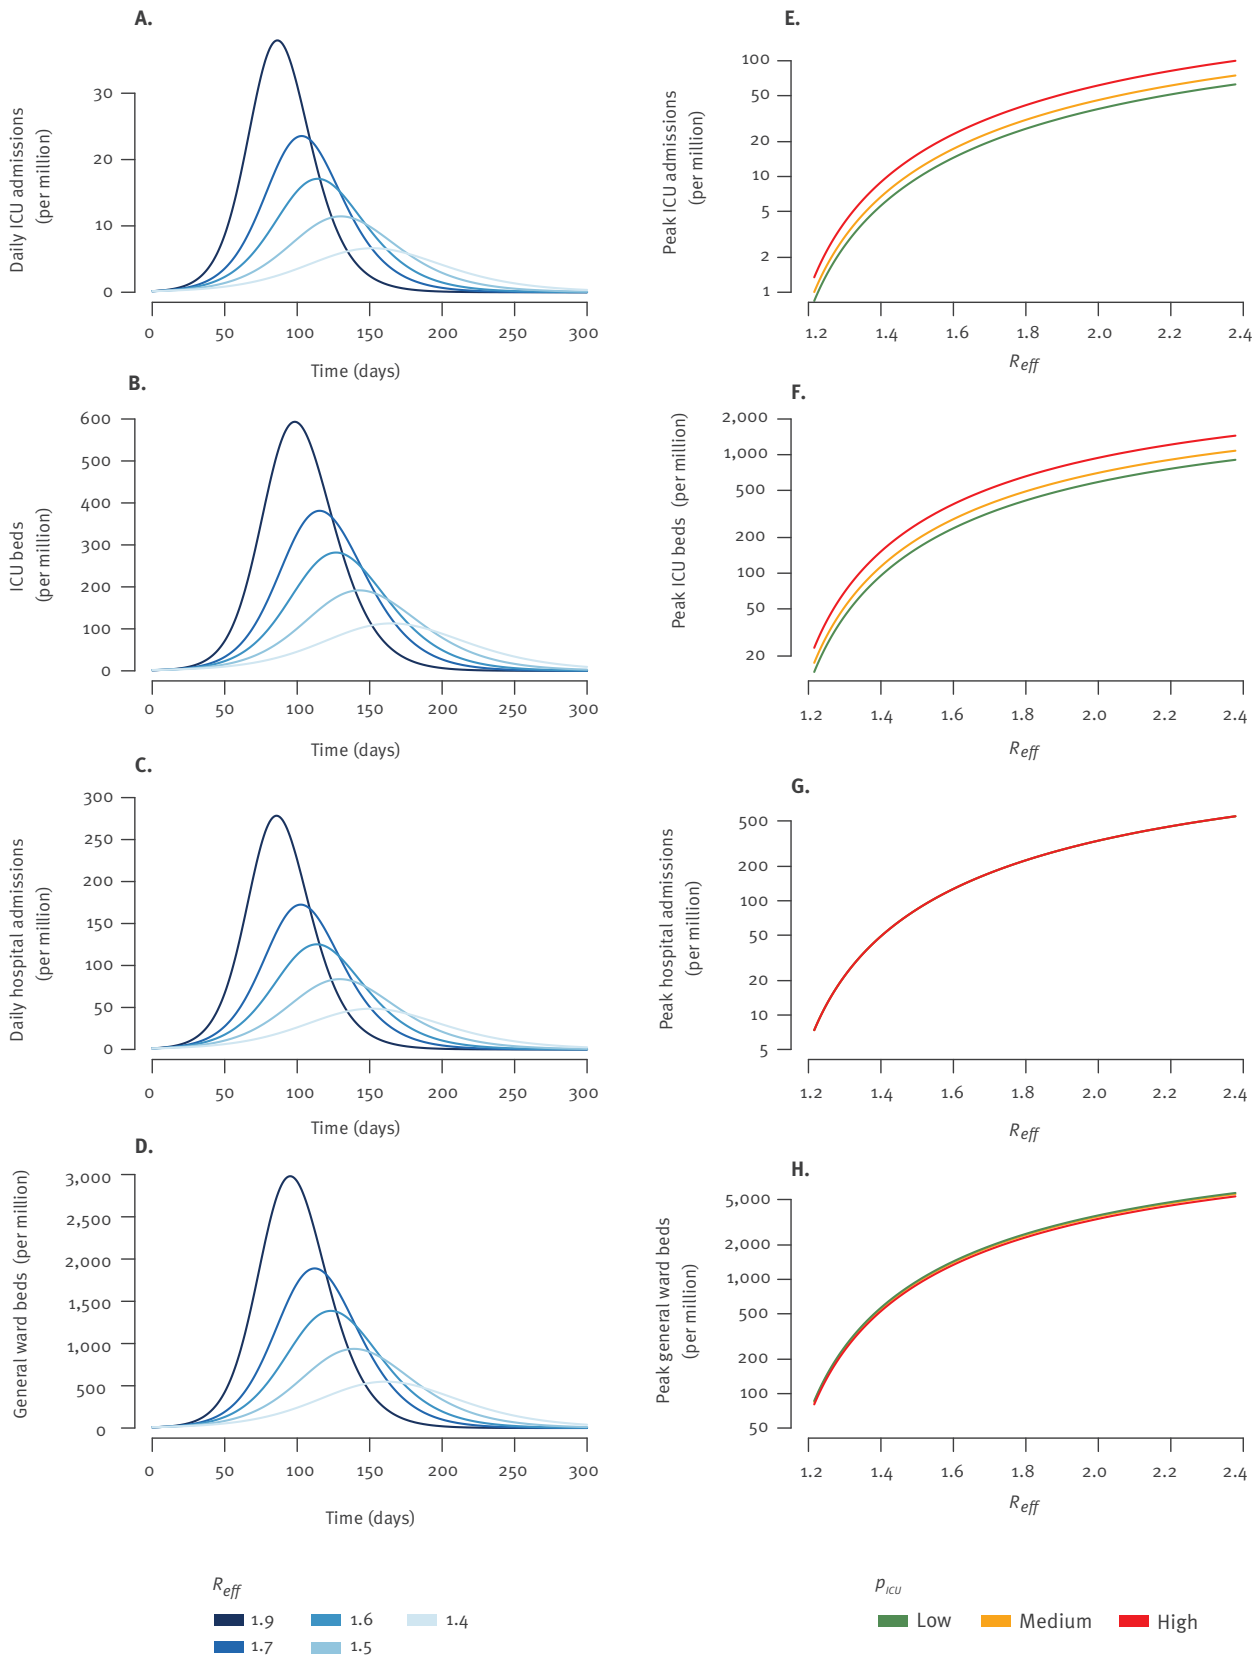 A.
Daily ICU admissions
(per million)
30
20
10
0
0 50 100 150 200 250 300
Time (days)
B.
ICU beds
(per million)
600
500
400
300
200
100
0
0 50 100 150 200 250 300
Time (days)
C.
Daily hospital admissions
(per million)
300
250
200
150
100
50
0
0 50 100 150 200 250 300
Time (days)
D.
General ward beds (per million)
3,000
2,500
2,000
1,500
1,000
500
0
0 50 100 150 200 250 300
Time (days)
Reff
1.9 1.6 1.4
1.7 1.5
E.
Peak ICU admissions
(per million)
100
50
20
10
5
2
1
1.2 1.4 1.6 1.8 2.0 2.2 2.4
Reff
F.
Peak ICU beds (per million)
2,000
1,000
500
200
100
50
20
1.2 1.4 1.6 1.8 2.0 2.2 2.4
Reff
G.
Peak hospital admissions
(per million)
500
200
100
50
20
10
5
1.2 1.4 1.6 1.8 2.0 2.2 2.4
Reff
H.
Peak general ward beds
(per million)
5,000
2,000
1,000
500
200
100
50
1.2 1.4 1.6 1.8 2.0 2.2 2.4
Reff
pICU
Low Medium High